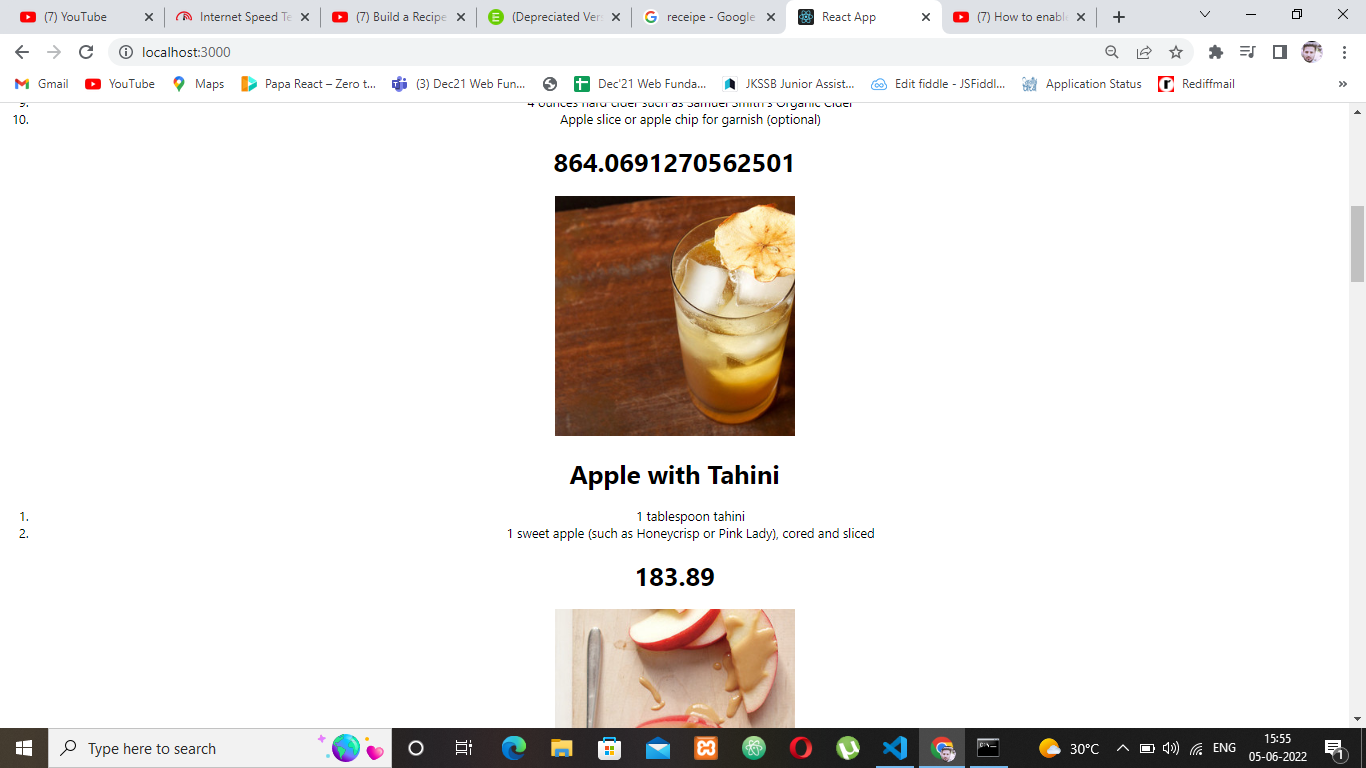 (7) YouTube
Internet Speed Te
(7) Build a Recipe
(Depreciated Ver
receipe - Google
React App
(7) How to enabl
localhost:3000
Gmail
YouTube
Maps
Papa React – Zero t...
(3) Dec21 Web Fun...
Dec'21 Web Funda...
JKSSB Junior Assist...
Edit fiddle - JSFiddl...
Application Status
Rediffmail
»
9. 4 ounces hard cider such as Samuel Smith's Organic Cider
10. Apple slice or apple chip for garnish (optional)
864.0691270562501
Apple with Tahini
1. 1 tablespoon tahini
2. 1 sweet apple (such as Honeycrisp or Pink Lady), cored and sliced
183.89
Type here to search
30°C
ENG
15:55
05-06-2022
1